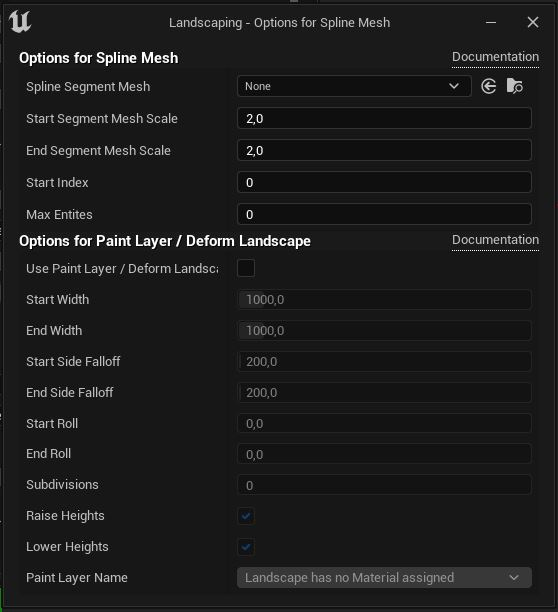 Landscaping - Options for Spline Mesh
Options for Spline Mesh Documentation
Spline Segment Mesh None
Start Segment Mesh Scale 2,0
End Segment Mesh Scale 2,0
Start Index 0
Max Entites 0
Options for Paint Layer / Deform Landscape Documentation
Use Paint Layer / Deform Landsca
Start Width 1000,0
End Width 1000,0
Start Side Falloff 200,0
End Side Falloff 200,0
Start Roll 0,0
End Roll 0,0
Subdivisions 0
Raise Heights
Lower Heights
Paint Layer Name Landscape has no Material assigned